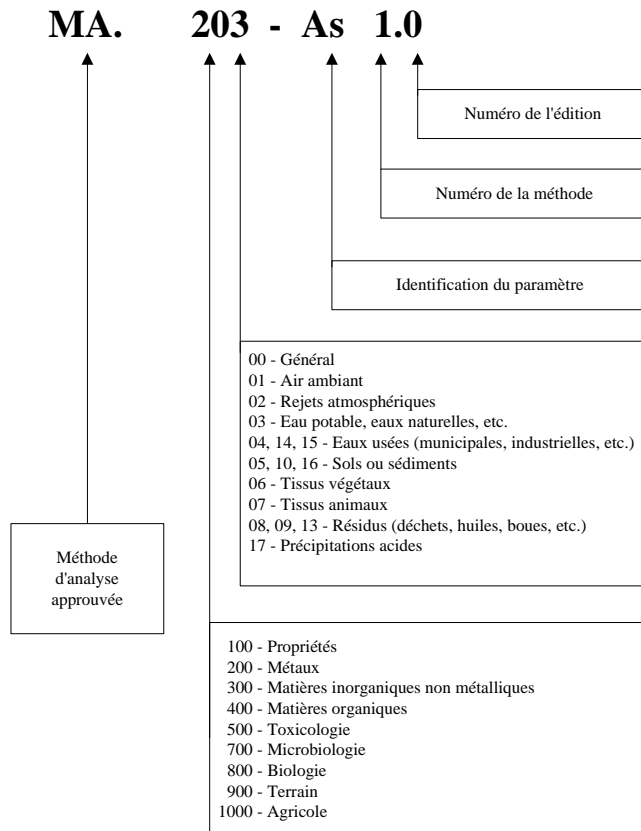 MA. 203 - As 1.0
Numéro de l'édition
Numéro de la méthode
Identification du paramètre
00 - Général
01 - Air ambiant
02 - Rejets atmosphériques
03 - Eau potable, eaux naturelles, etc.
04, 14, 15 - Eaux usées (municipales, industrielles, etc.)
05, 10, 16 - Sols ou sédiments
06 - Tissus végétaux
07 - Tissus animaux
08, 09, 13 - Résidus (déchets, huiles, boues, etc.)
17 - Précipitations acides
Méthode
d'analyse
approuvée
100 - Propriétés
200 - Métaux
300 - Matières inorganiques non métalliques
400 - Matières organiques
500 - Toxicologie
700 - Microbiologie
800 - Biologie
900 - Terrain
1000 - Agricole